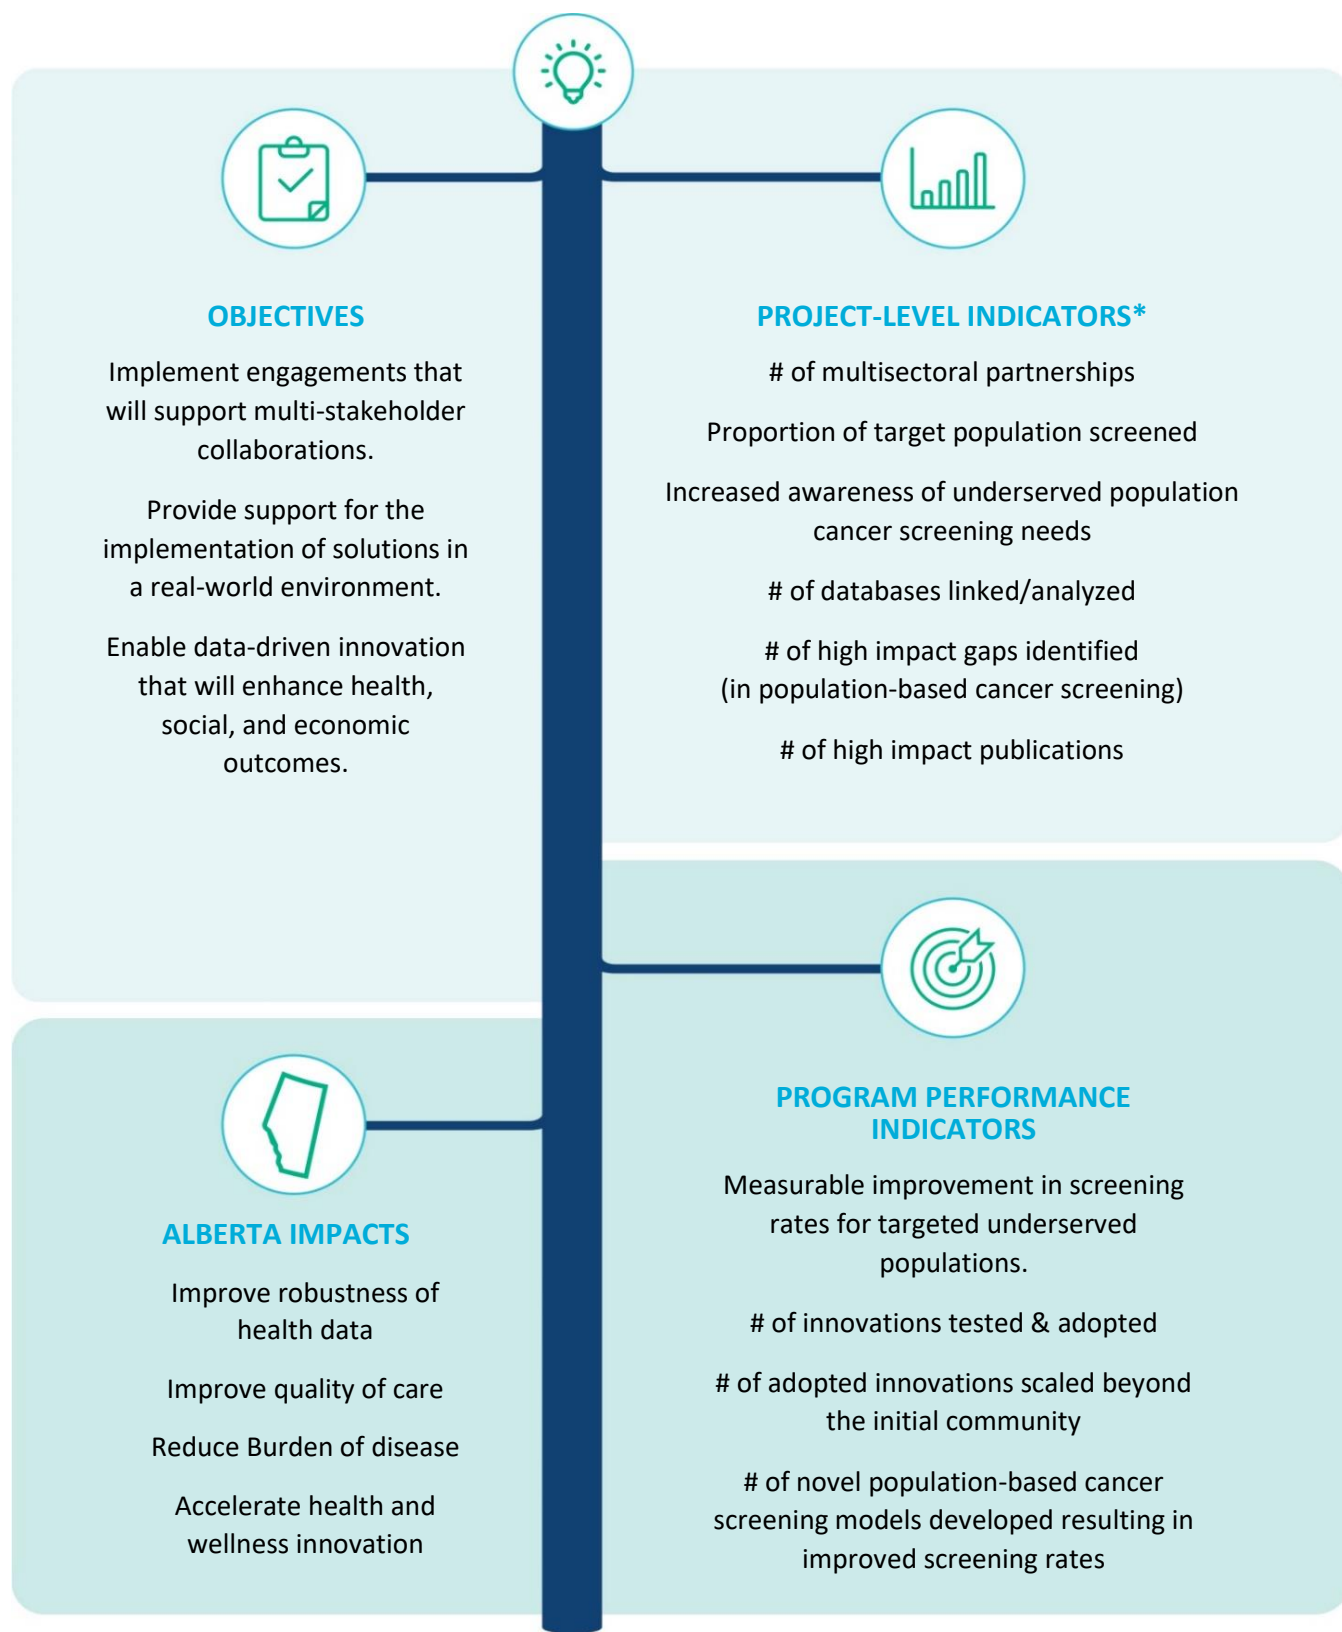 OBJECTIVES
Implement engagements that
will support multi-stakeholder
collaborations.
Provide support for the
implementation of solutions in
a real-world environment.
Enable data-driven innovation
that will enhance health,
social, and economic
outcomes.
PROJECT-LEVEL INDICATORS*
# of multisectoral partnerships
Proportion of target population screened
Increased awareness of underserved population
cancer screening needs
# of databases linked/analyzed
# of high impact gaps identified
(in population-based cancer screening)
# of high impact publications
ALBERTA IMPACTS
Improve robustness of
health data
Improve quality of care
Reduce Burden of disease
Accelerate health and
wellness innovation
PROGRAM PERFORMANCE
INDICATORS
Measurable improvement in screening
rates for targeted underserved
populations.
# of innovations tested & adopted
# of adopted innovations scaled beyond
the initial community
# of novel population-based cancer
screening models developed resulting in
improved screening rates